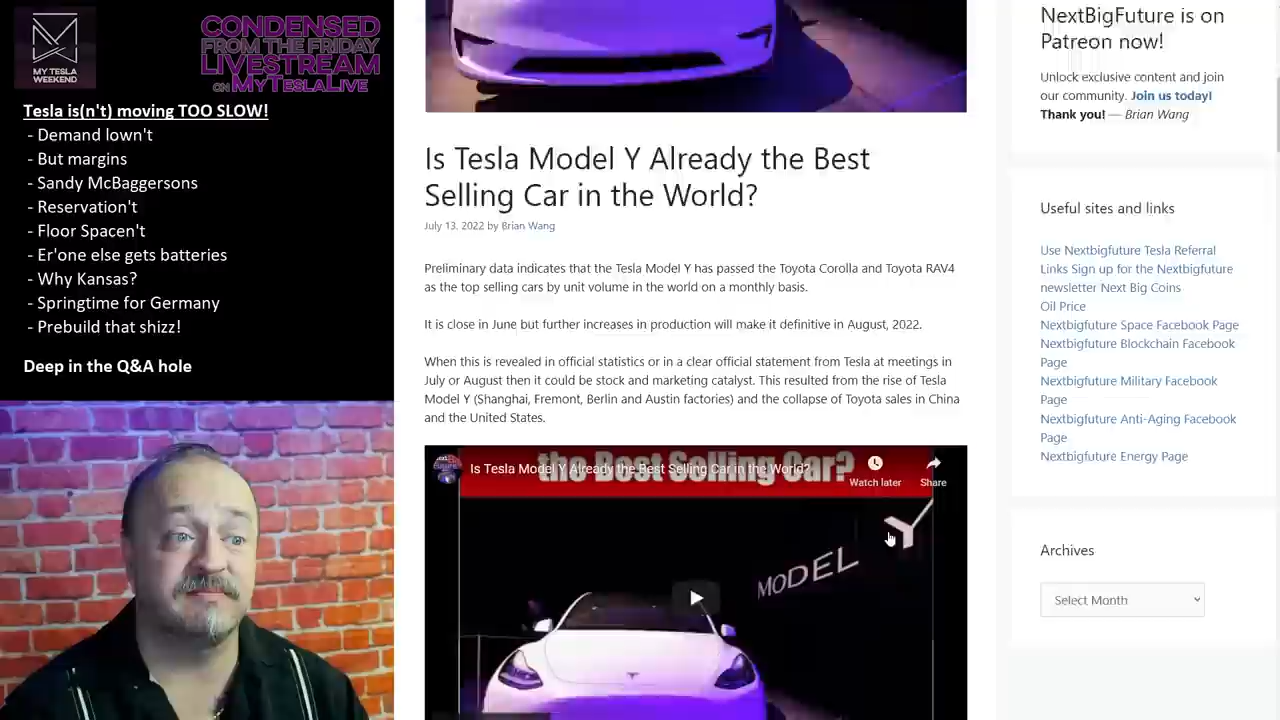 MY TESLA
WEEKEND
CONDENSED
FROM THE FRIDAY
LIVESTREAM
ON MYTESLALIVE
Tesla is(n't) moving TOO SLOW!
- Demand lown't
- But margins
- Sandy McBaggersons
- Reservation't
- Floor Spacen't
- Er'one else gets batteries
- Why Kansas?
- Springtime for Germany
- Prebuild that shizz!
Deep in the Q&A hole
Is Tesla Model Y Already the Best
Selling Car in the World?
July 13, 2022 by Brian Wang
Preliminary data indicates that the Tesla Model Y has passed the Toyota Corolla and Toyota RAV4
as the top selling cars by unit volume in the world on a monthly basis.
It is close in June but further increases in production will make it definitive in August, 2022.
When this is revealed in official statistics or in a clear official statement from Tesla at meetings in
July or August then it could be stock and marketing catalyst. This resulted from the rise of Tesla
Model Y (Shanghai, Fremont, Berlin and Austin factories) and the collapse of Toyota sales in China
and the United States.
the Best Selling Car?
Is Tesla Model Y Already the Best Selling Car in the World?
Watch later
Share
MODEL
NextBigFuture is on
Patreon now!
Unlock exclusive content and join
our community. Join us today!
Thank you! — Brian Wang
Useful sites and links
Use Nextbigfuture Tesla Referral
Links Sign up for the Nextbigfuture
newsletter Next Big Coins
Oil Price
Nextbigfuture Space Facebook Page
Nextbigfuture Blockchain Facebook
Page
Nextbigfuture Military Facebook
Page
Nextbigfuture Anti-Aging Facebook
Page
Nextbigfuture Energy Page
Archives
Select Month